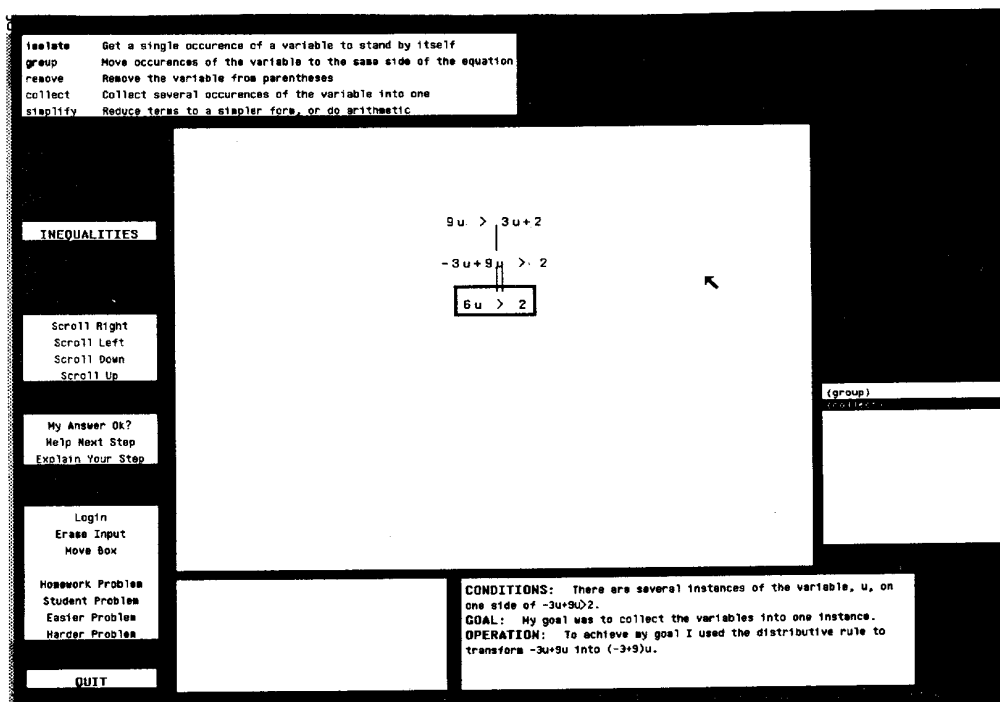 isolate Get a single occurence of a variable to stand by itself
group Move occurences of the variable to the same side of the equation
remove Remove the variable from parentheses
collect Collect several occurences of the variable into one
simplify Reduce terms to a simpler form, or do arithmetic
INEQUALITIES
9u > 3u+2
-3u+9u > 2
6u > 2
Scroll Right
Scroll Left
Scroll Down
Scroll Up
(group)
My Answer Ok?
Help Next Step
Explain Your Step
Login
Erase Input
Move Box
Homework Problem
Student Problem
Easier Problem
Harder Problem
QUIT
CONDITIONS: There are several instances of the variable, u, on
one side of -3u+9u>2.
GOAL: My goal was to collect the variables into one instance.
OPERATION: To achieve my goal I used the distributive rule to
transform -3u+9u into (-3+9)u.